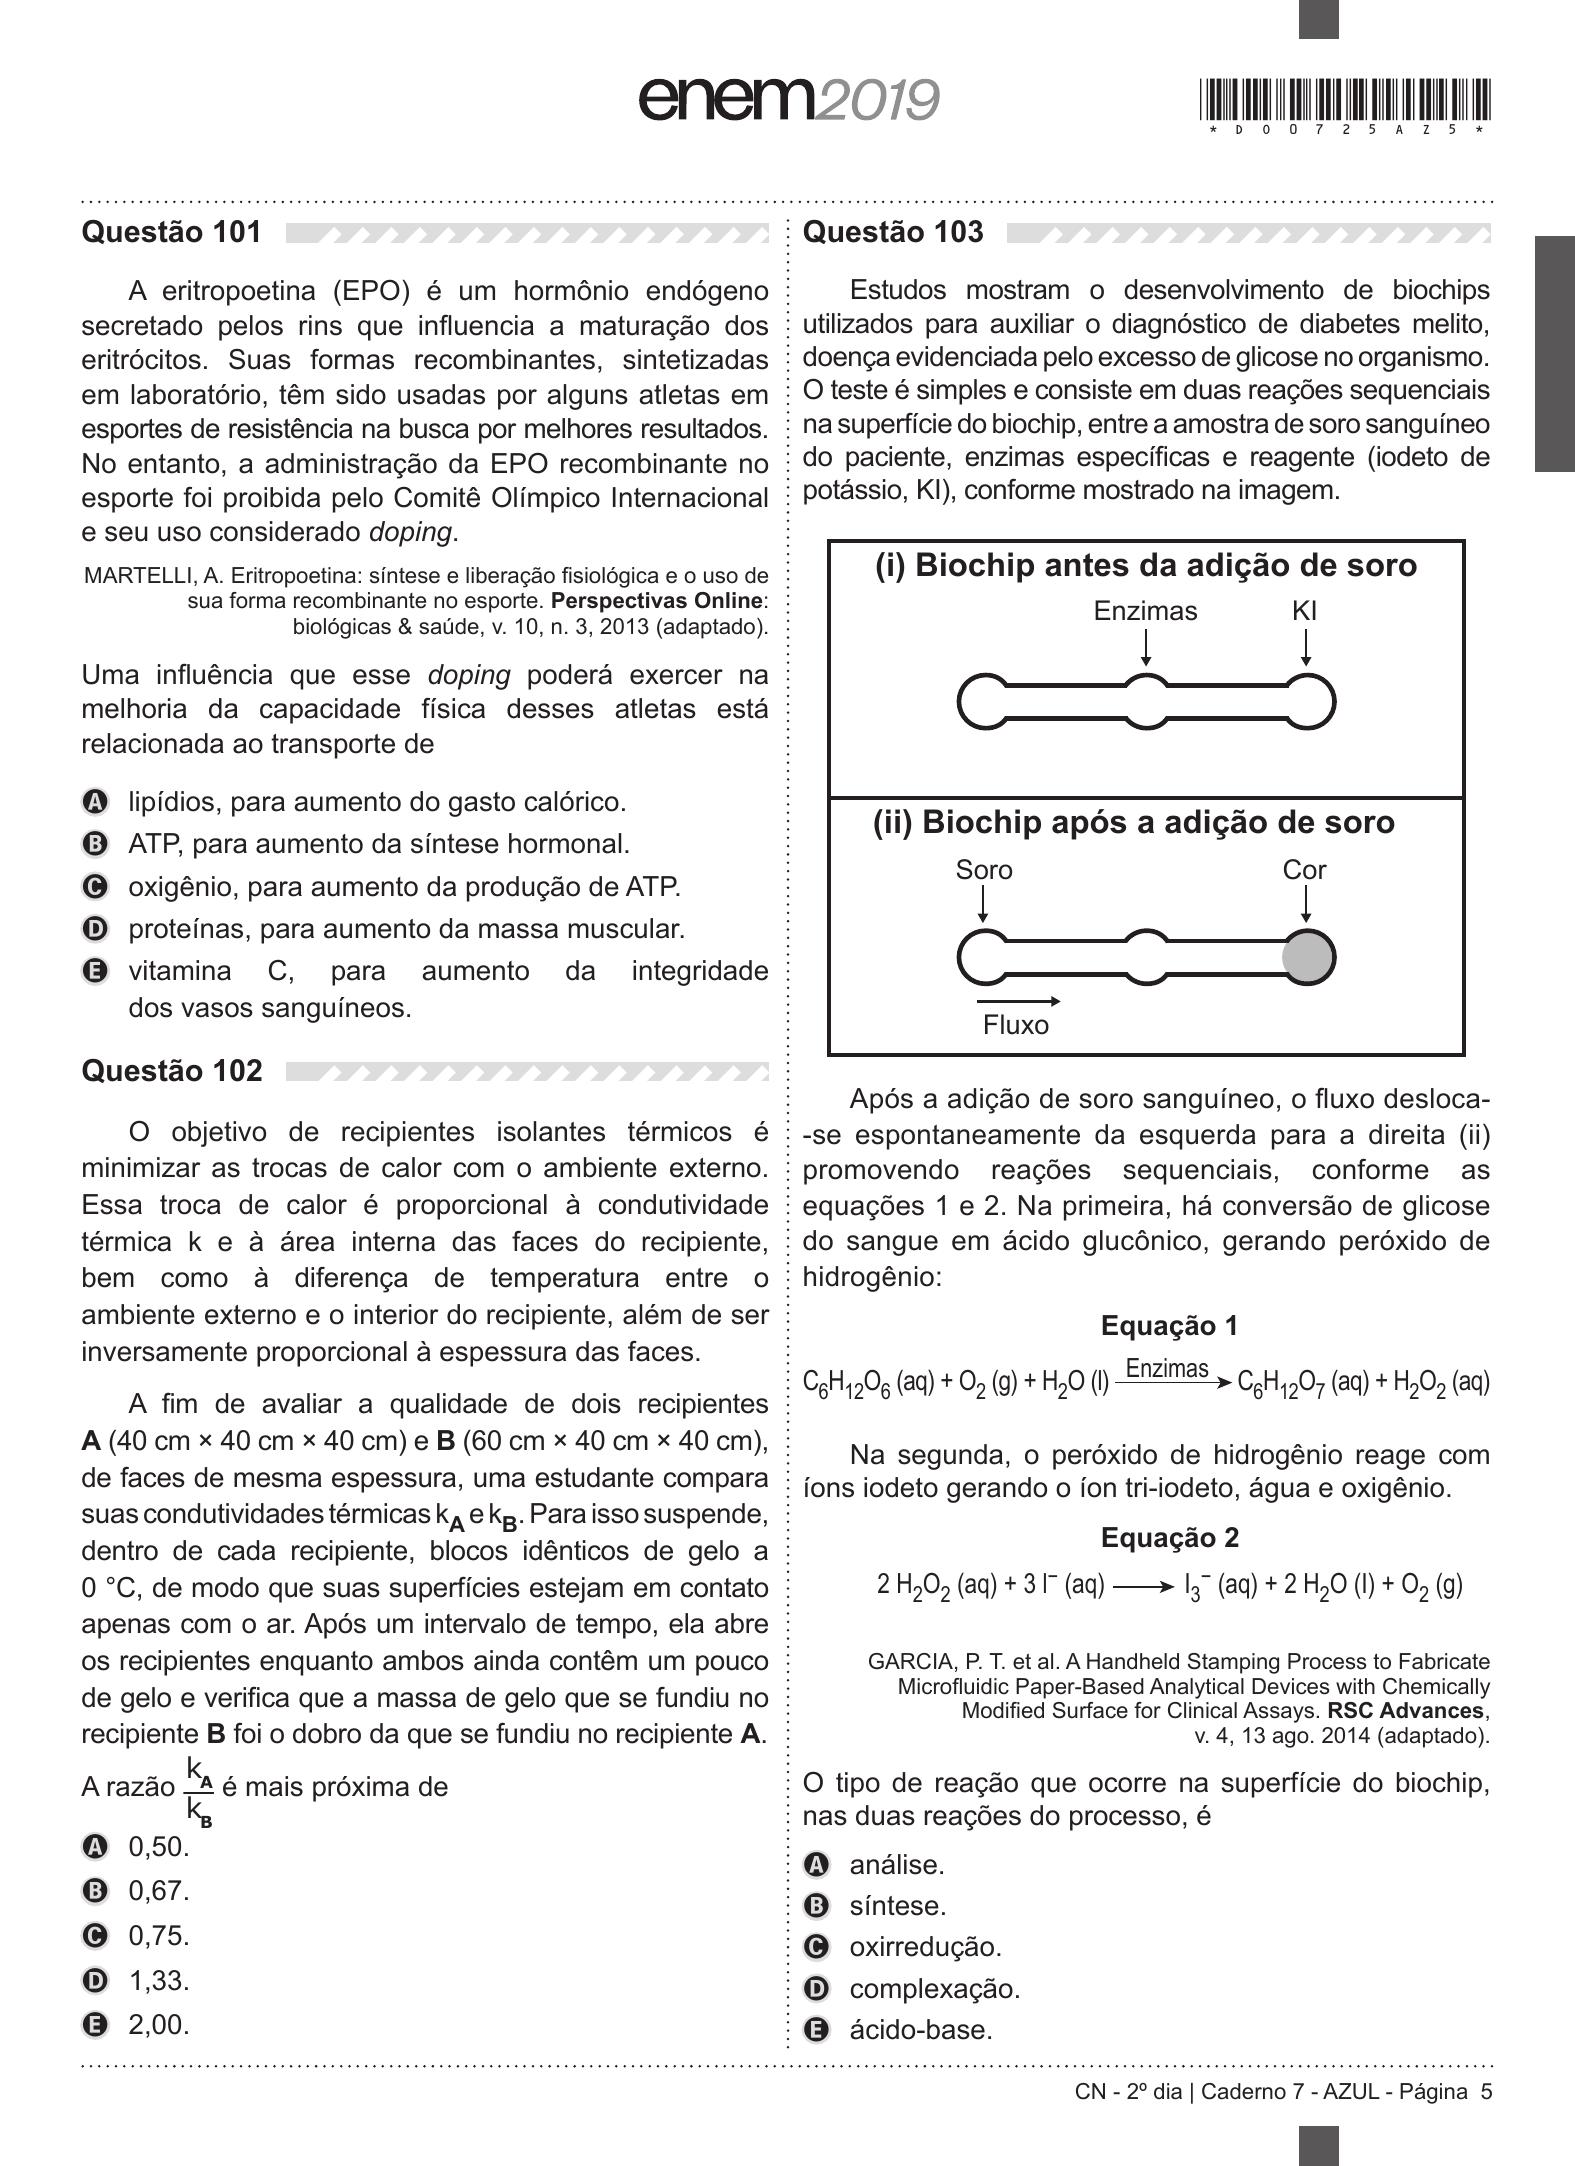 enem2019
*D00725AZ5*
Questão 101
A eritropoetina (EPO) é um hormônio endógeno
secretado pelos rins que influencia a maturação dos
eritrócitos. Suas formas recombinantes, sintetizadas
em laboratório, têm sido usadas por alguns atletas em
esportes de resistência na busca por melhores resultados.
No entanto, a administração da EPO recombinante no
esporte foi proibida pelo Comitê Olímpico Internacional
e seu uso considerado doping.
MARTELLI, A. Eritropoetina: síntese e liberação fisiológica e o uso de
sua forma recombinante no esporte. Perspectivas Online:
biológicas & saúde, v. 10, n. 3, 2013 (adaptado).
Uma influência que esse doping poderá exercer na
melhoria da capacidade física desses atletas está
relacionada ao transporte de
A lipídios, para aumento do gasto calórico.
B ATP, para aumento da síntese hormonal.
C oxigênio, para aumento da produção de ATP.
D proteínas, para aumento da massa muscular.
E vitamina C, para aumento da integridade
dos vasos sanguíneos.
Questão 102
O objetivo de recipientes isolantes térmicos é
minimizar as trocas de calor com o ambiente externo.
Essa troca de calor é proporcional à condutividade
térmica k e à área interna das faces do recipiente,
bem como à diferença de temperatura entre o
ambiente externo e o interior do recipiente, além de ser
inversamente proporcional à espessura das faces.
A fim de avaliar a qualidade de dois recipientes
A (40 cm × 40 cm × 40 cm) e B (60 cm × 40 cm × 40 cm),
de faces de mesma espessura, uma estudante compara
suas condutividades térmicas kA e kB. Para isso suspende,
dentro de cada recipiente, blocos idênticos de gelo a
0 °C, de modo que suas superfícies estejam em contato
apenas com o ar. Após um intervalo de tempo, ela abre
os recipientes enquanto ambos ainda contêm um pouco
de gelo e verifica que a massa de gelo que se fundiu no
recipiente B foi o dobro da que se fundiu no recipiente A.
A razão kA/kB é mais próxima de
A 0,50.
B 0,67.
C 0,75.
D 1,33.
E 2,00.
Questão 103
Estudos mostram o desenvolvimento de biochips
utilizados para auxiliar o diagnóstico de diabetes melito,
doença evidenciada pelo excesso de glicose no organismo.
O teste é simples e consiste em duas reações sequenciais
na superfície do biochip, entre a amostra de soro sanguíneo
do paciente, enzimas específicas e reagente (iodeto de
potássio, KI), conforme mostrado na imagem.
(i) Biochip antes da adição de soro
Enzimas KI
(ii) Biochip após a adição de soro
Soro Cor
Fluxo
Após a adição de soro sanguíneo, o fluxo desloca-
-se espontaneamente da esquerda para a direita (ii)
promovendo reações sequenciais, conforme as
equações 1 e 2. Na primeira, há conversão de glicose
do sangue em ácido glucônico, gerando peróxido de
hidrogênio:
Equação 1
C6H12O6 (aq) + O2 (g) + H2O (l) Enzimas → C6H12O7 (aq) + H2O2 (aq)
Na segunda, o peróxido de hidrogênio reage com
íons iodeto gerando o íon tri-iodeto, água e oxigênio.
Equação 2
2 H2O2 (aq) + 3 I⁻ (aq) → I3⁻ (aq) + 2 H2O (l) + O2 (g)
GARCIA, P. T. et al. A Handheld Stamping Process to Fabricate
Microfluidic Paper-Based Analytical Devices with Chemically
Modified Surface for Clinical Assays. RSC Advances,
v. 4, 13 ago. 2014 (adaptado).
O tipo de reação que ocorre na superfície do biochip,
nas duas reações do processo, é
A análise.
B síntese.
C oxirredução.
D complexação.
E ácido-base.
CN - 2º dia | Caderno 7 - AZUL - Página 5